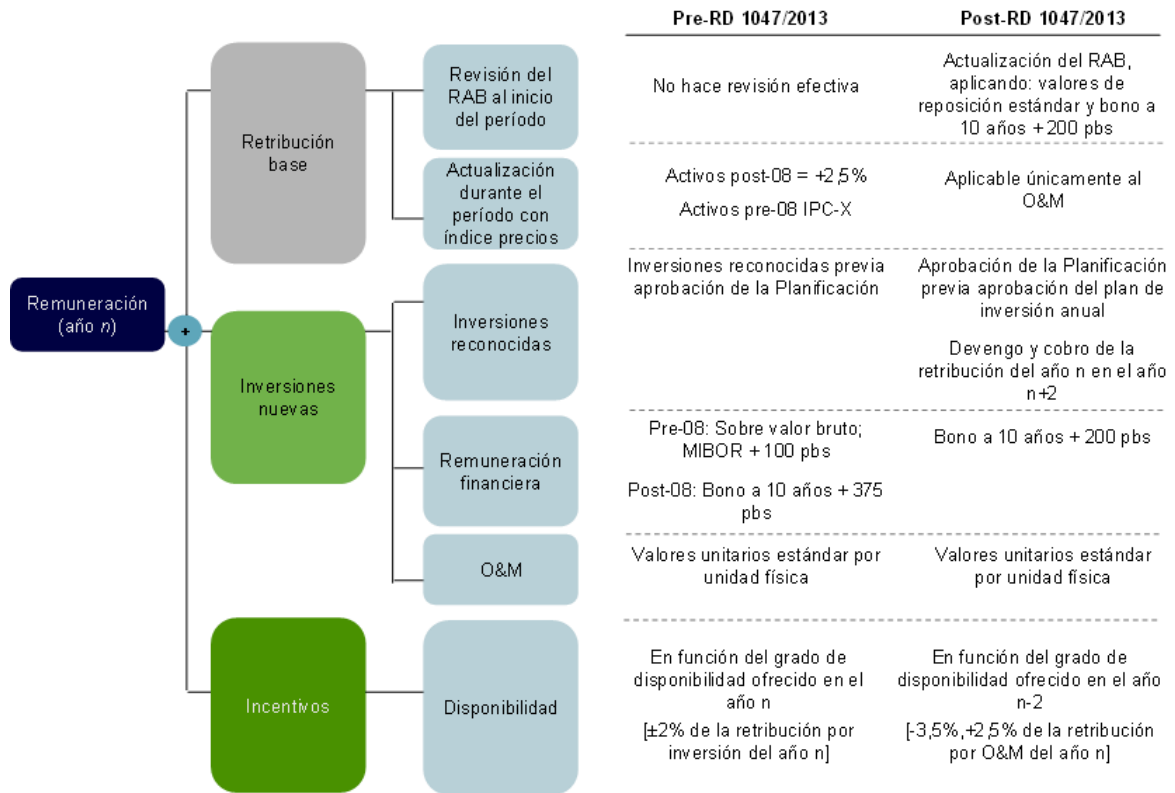 Pre-RD 1047/2013
Post-RD 1047/2013
Remuneración
(año n)
+
Retribución
base
Revisión del
RAB al inicio
del período
No hace revisión efectiva
Actualización del RAB,
aplicando: valores de
reposición estándar y bono a
10 años +200 pbs
Actualización
durante el
período con
índice precios
Activos post-08 = +2,5%
Activos pre-08 IPC-X
Aplicable únicamente al
O&M
Inversiones
nuevas
Inversiones
reconocidas
Inversiones reconocidas previa
aprobación de la Planificación
Aprobación de la Planificación
previa aprobación del plan de
inversión anual
Devengo y cobro de la
retribución del año n en el año
n+2
Remuneración
financiera
Pre-08: Sobre valor bruto;
MIBOR +100 pbs
Post-08: Bono a 10 años + 375
pbs
Bono a 10 años + 200 pbs
O&M
Valores unitarios estándar por
unidad física
Valores unitarios estándar
por unidad física
Incentivos
Disponibilidad
En función del grado de
disponibilidad ofrecido en el
año n
[±2% de la retribución por
inversión del año n]
En función del grado de
disponibilidad ofrecido en el año
n-2
[-3,5%,+2,5% de la retribución
por O&M del año n]